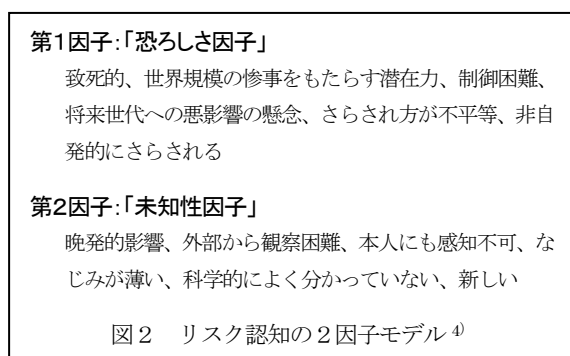 第1因子:「恐ろしさ因子」
致死的、世界規模の惨事をもたらす潜在力、制御困難、
将来世代への悪影響の懸念、さらされ方が不平等、非自
発的にさらされる
第2因子:「未知性因子」
晩発的影響、外部から観察困難、本人にも感知不可、な
じみが薄い、科学的によく分かっていない、新しい
図2 リスク認知の2因子モデル 4)